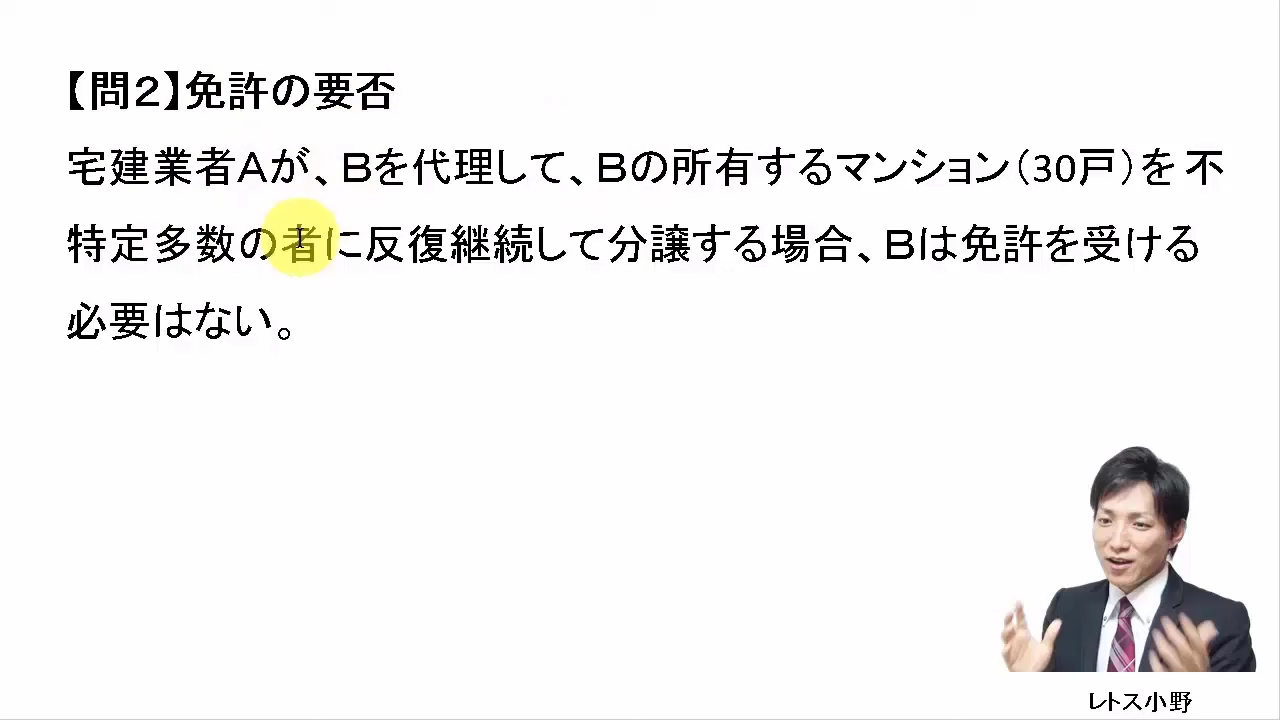 【問２】免許の要否
宅建業者Aが、Bを代理して、Bの所有するマンション（30戸）を不
特定多数の者に反復継続して分譲する場合、Bは免許を受ける
必要はない。
レトス小野